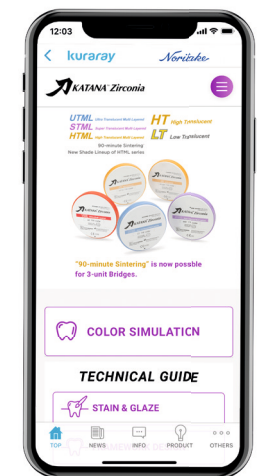 12:03
kuraray
Noritake
KATANA Zirconia
UTML Ultra Translucent Multi Layered
STML Super Translucent Multi Layered
HTML High Translucent Multi Layered
HT High Translucent
LT Low Translucent
90-minute Sintering
New Shade Lineup of HTML series
"90-minute Sintering" is now possble
for 3-unit Bridges.
COLOR SIMULATION
TECHNICAL GUIDE
STAIN & GLAZE
TOP NEWS INFO PRODUCT OTHERS